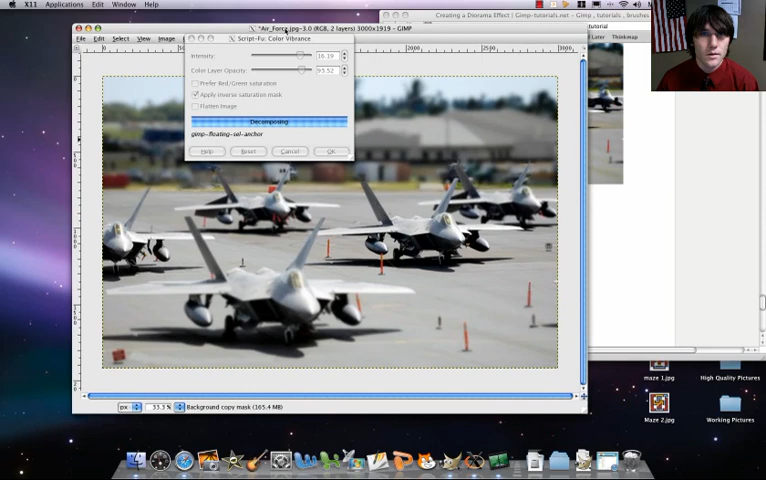 X11 Applications Edit Window Help
Creating a Diorama Effect | Gimp-tutorials.net - Gimp , tutorials , brushes
*Air_Force.jpg-3.0 (RGB, 2 layers) 3000x1919 – GIMP
File Edit Select View
Later Thinkmap
Script-Fu: Color Vibrance
Intensity: 16.19
Color Layer Opacity: 93.52
Prefer Red/Green saturation
Apply inverse saturation mask
Flatten Image
Decomposing
gimp-floating-sel-anchor
Help Reset Cancel OK
px 33.3% Background copy mask (165.4 MB)
maze 1.jpg High Quality Pictures
Maze 2.jpg Working Pictures